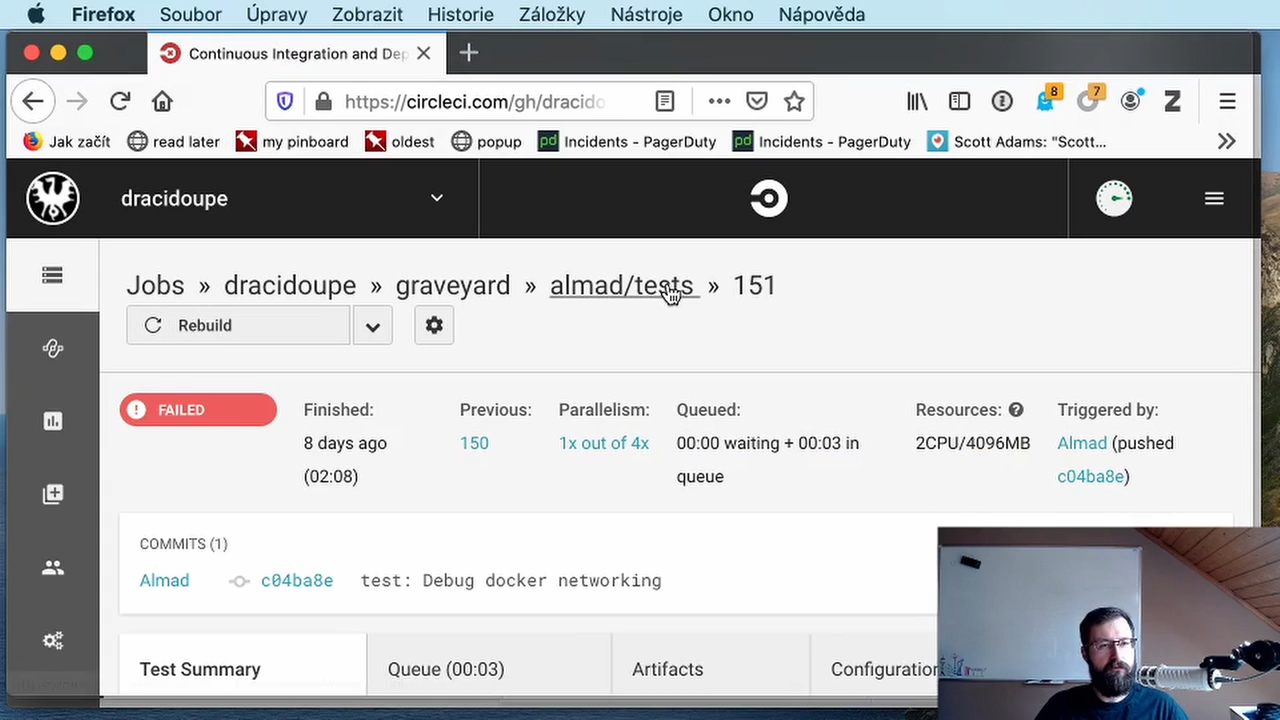 Firefox Soubor Úpravy Zobrazit Historie Záložky Nástroje Okno Nápověda
Continuous Integration and Dep
https://circleci.com/gh/dracido
8 7 Z
Jak začít read later my pinboard oldest popup pd Incidents - PagerDuty pd Incidents - PagerDuty Scott Adams: "Scott...
dracidoupe
Jobs » dracidoupe » graveyard » almad/tests » 151
Rebuild
FAILED Finished: Previous: Parallelism: Queued: Resources: Triggered by:
8 days ago 150 1x out of 4x 00:00 waiting + 00:03 in 2CPU/4096MB Almad (pushed
(02:08) queue c04ba8e)
COMMITS (1)
Almad c04ba8e test: Debug docker networking
Test Summary Queue (00:03) Artifacts Configuration